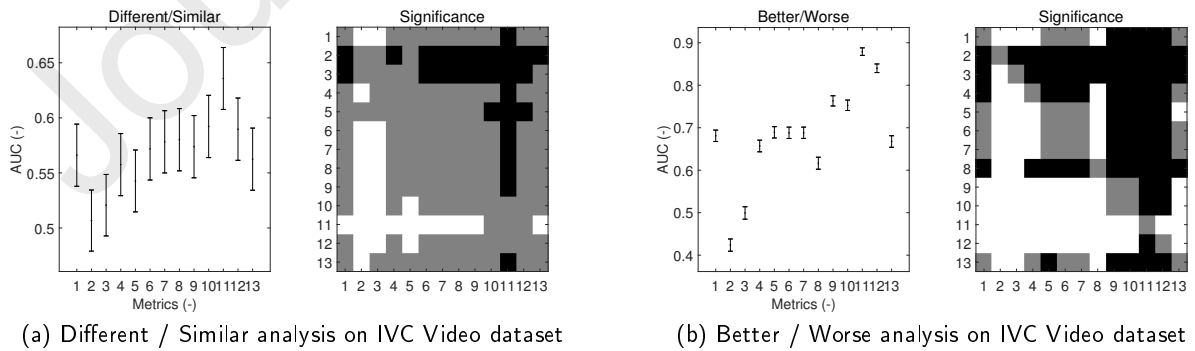 Different/Similar
Significance
0.65
0.6
0.55
0.5
AUC (-)
1 2 3 4 5 6 7 8 9 10 11 12 13
Metrics (-)
1
2
3
4
5
6
7
8
9
10
11
12
13
1 2 3 4 5 6 7 8 9 10 11 12 13
(a) Different / Similar analysis on IVC Video dataset
Better/Worse
Significance
0.9
0.8
0.7
0.6
0.5
0.4
AUC (-)
1 2 3 4 5 6 7 8 9 10 11 12 13
Metrics (-)
1
2
3
4
5
6
7
8
9
10
11
12
13
1 2 3 4 5 6 7 8 9 10 11 12 13
(b) Better / Worse analysis on IVC Video dataset
Jou